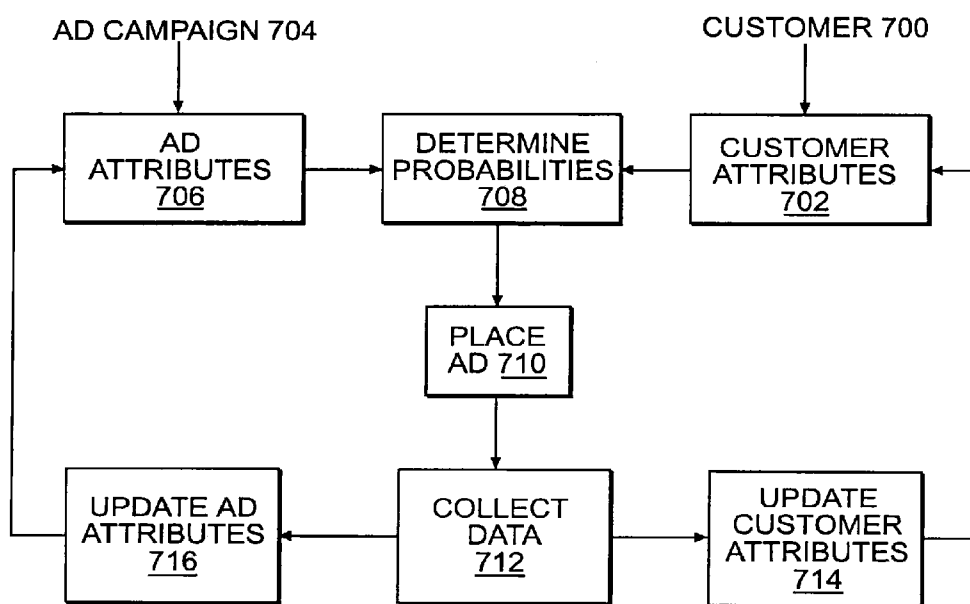 AD CAMPAIGN 704
CUSTOMER 700
AD
ATTRIBUTES
706
DETERMINE
PROBABILITIES
708
CUSTOMER
ATTRIBUTES
702
PLACE
AD 710
UPDATE AD
ATTRIBUTES
716
COLLECT
DATA
712
UPDATE
CUSTOMER
ATTRIBUTES
714